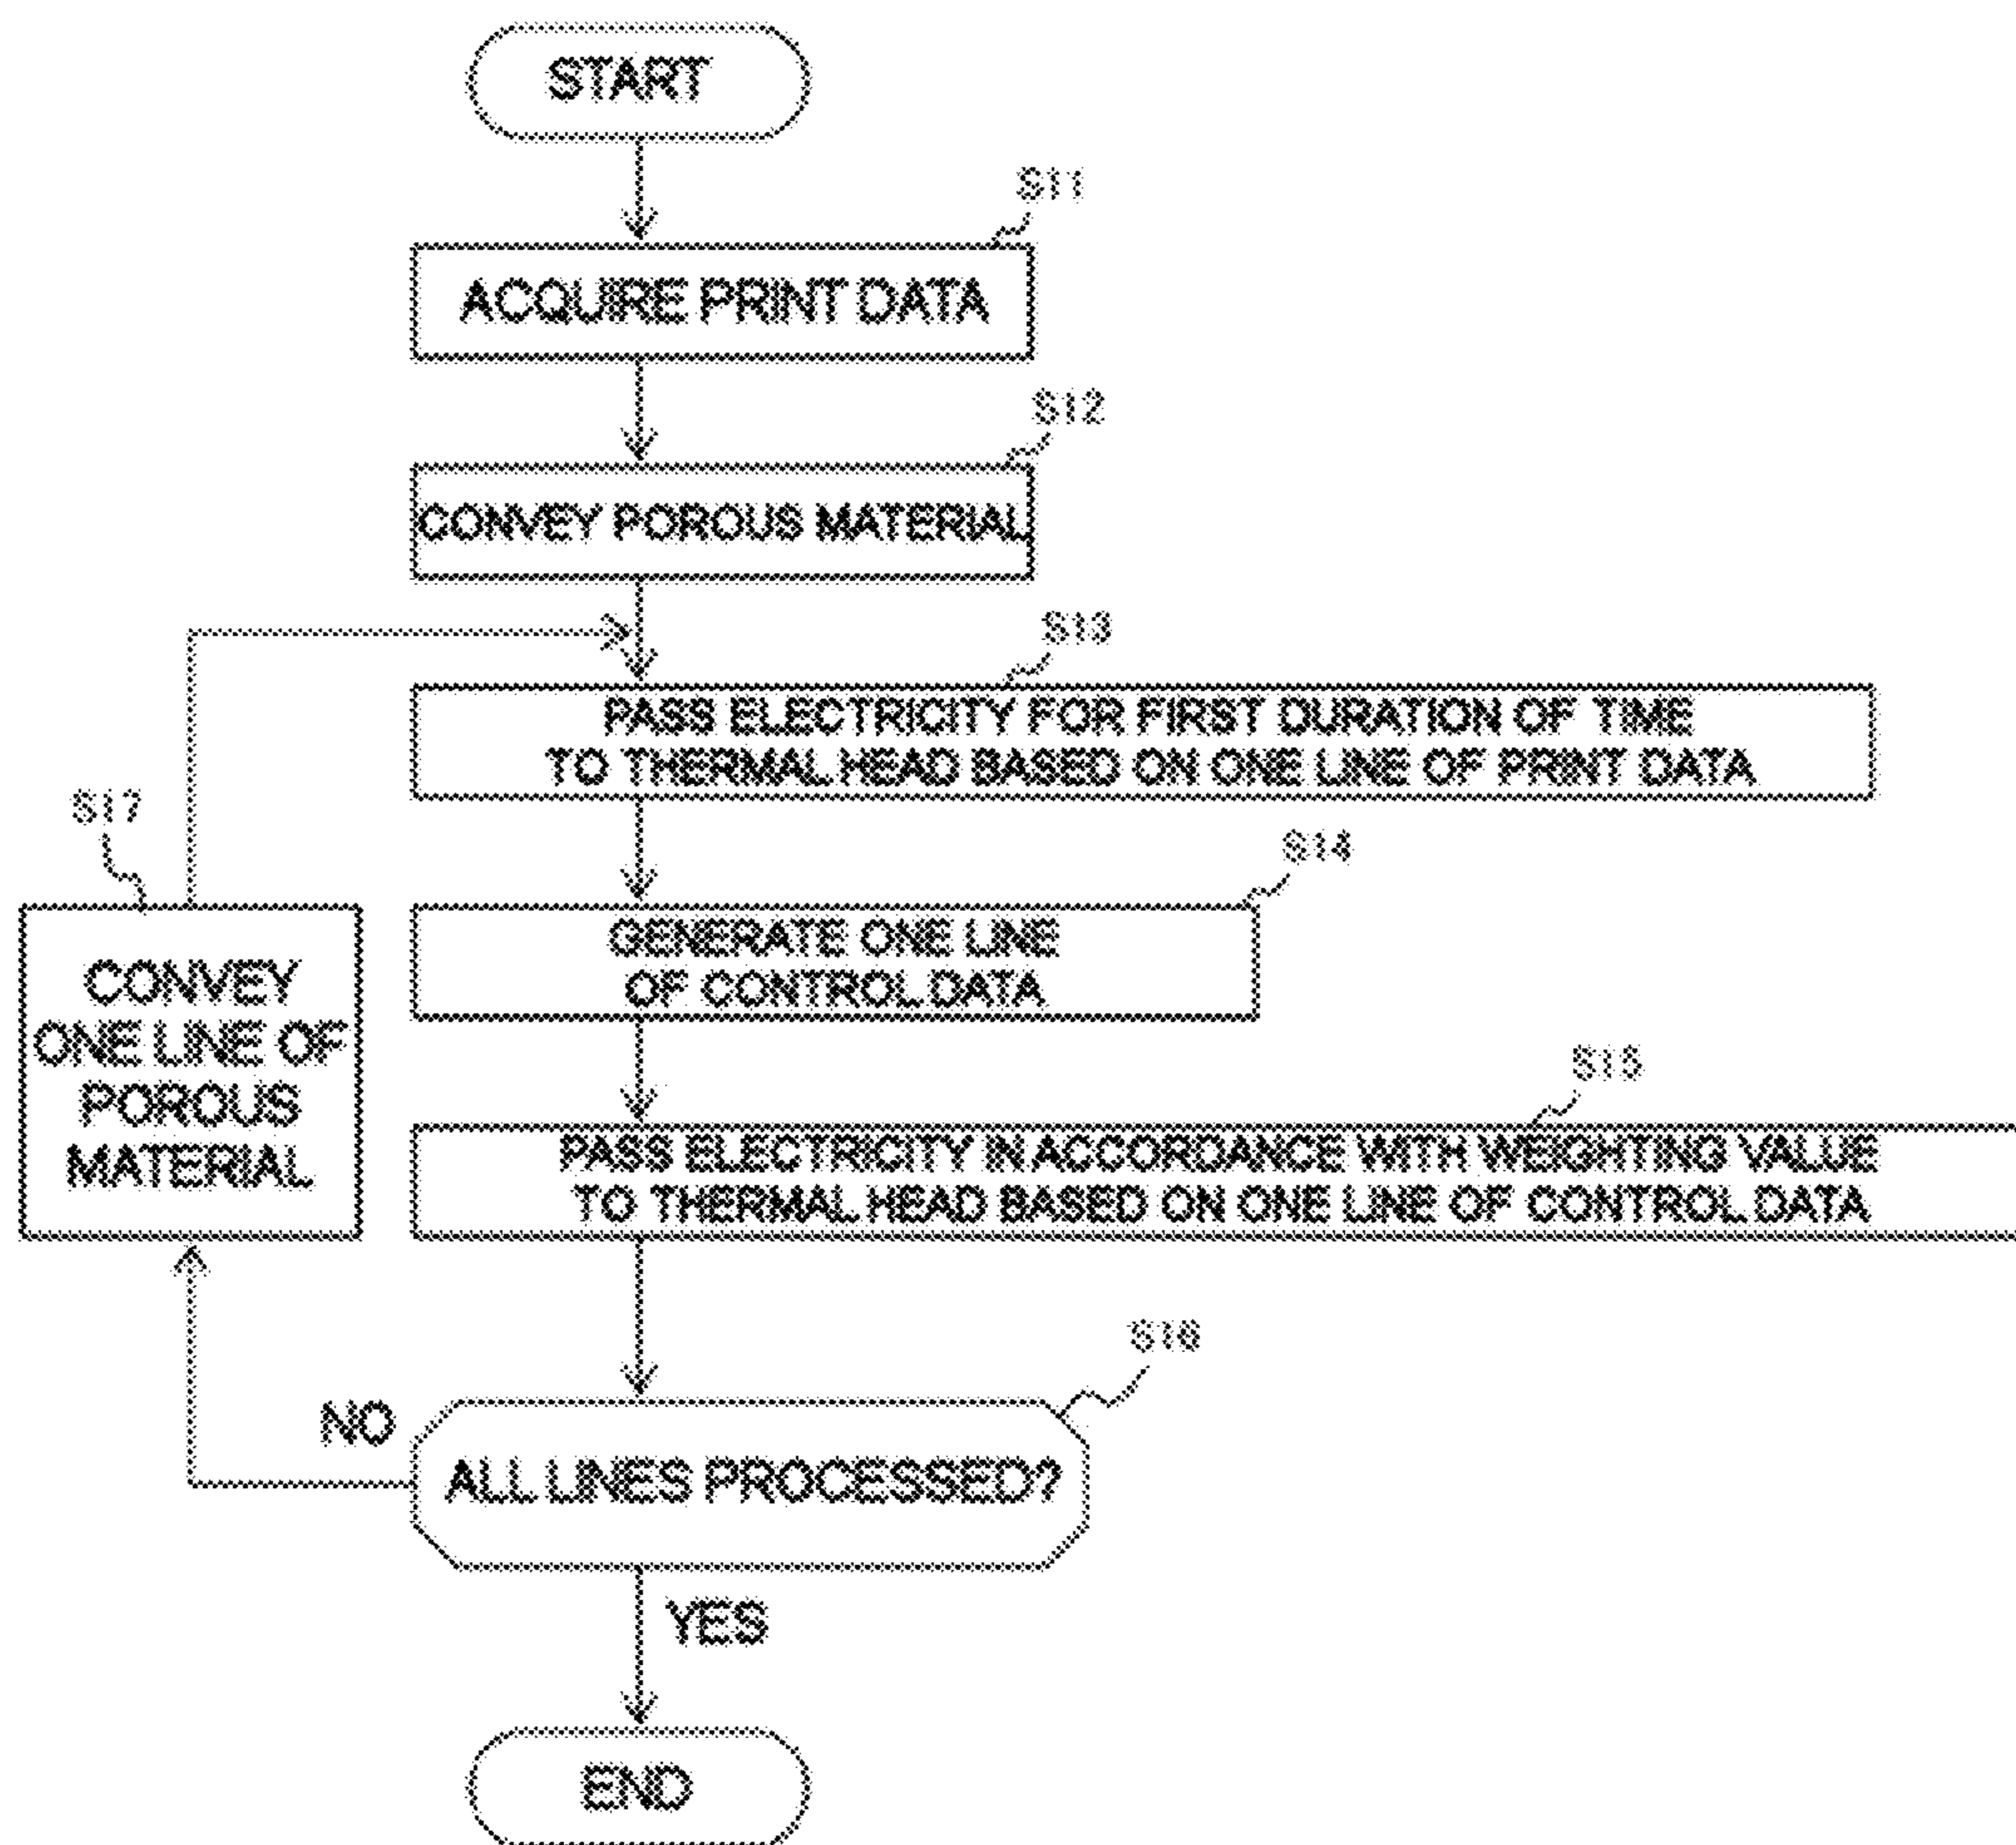 START
S11
ACQUIRE PRINT DATA
S12
CONVEY POROUS MATERIAL
S13
PASS ELECTRICITY FOR FIRST DURATION OF TIME
TO THERMAL HEAD BASED ON ONE LINE OF PRINT DATA
S17
CONVEY
ONE LINE OF
POROUS
MATERIAL
S14
GENERATE ONE LINE
OF CONTROL DATA
S15
PASS ELECTRICITY IN ACCORDANCE WITH WEIGHTING VALUE
TO THERMAL HEAD BASED ON ONE LINE OF CONTROL DATA
S16
NO
ALL LINES PROCESSED?
YES
END